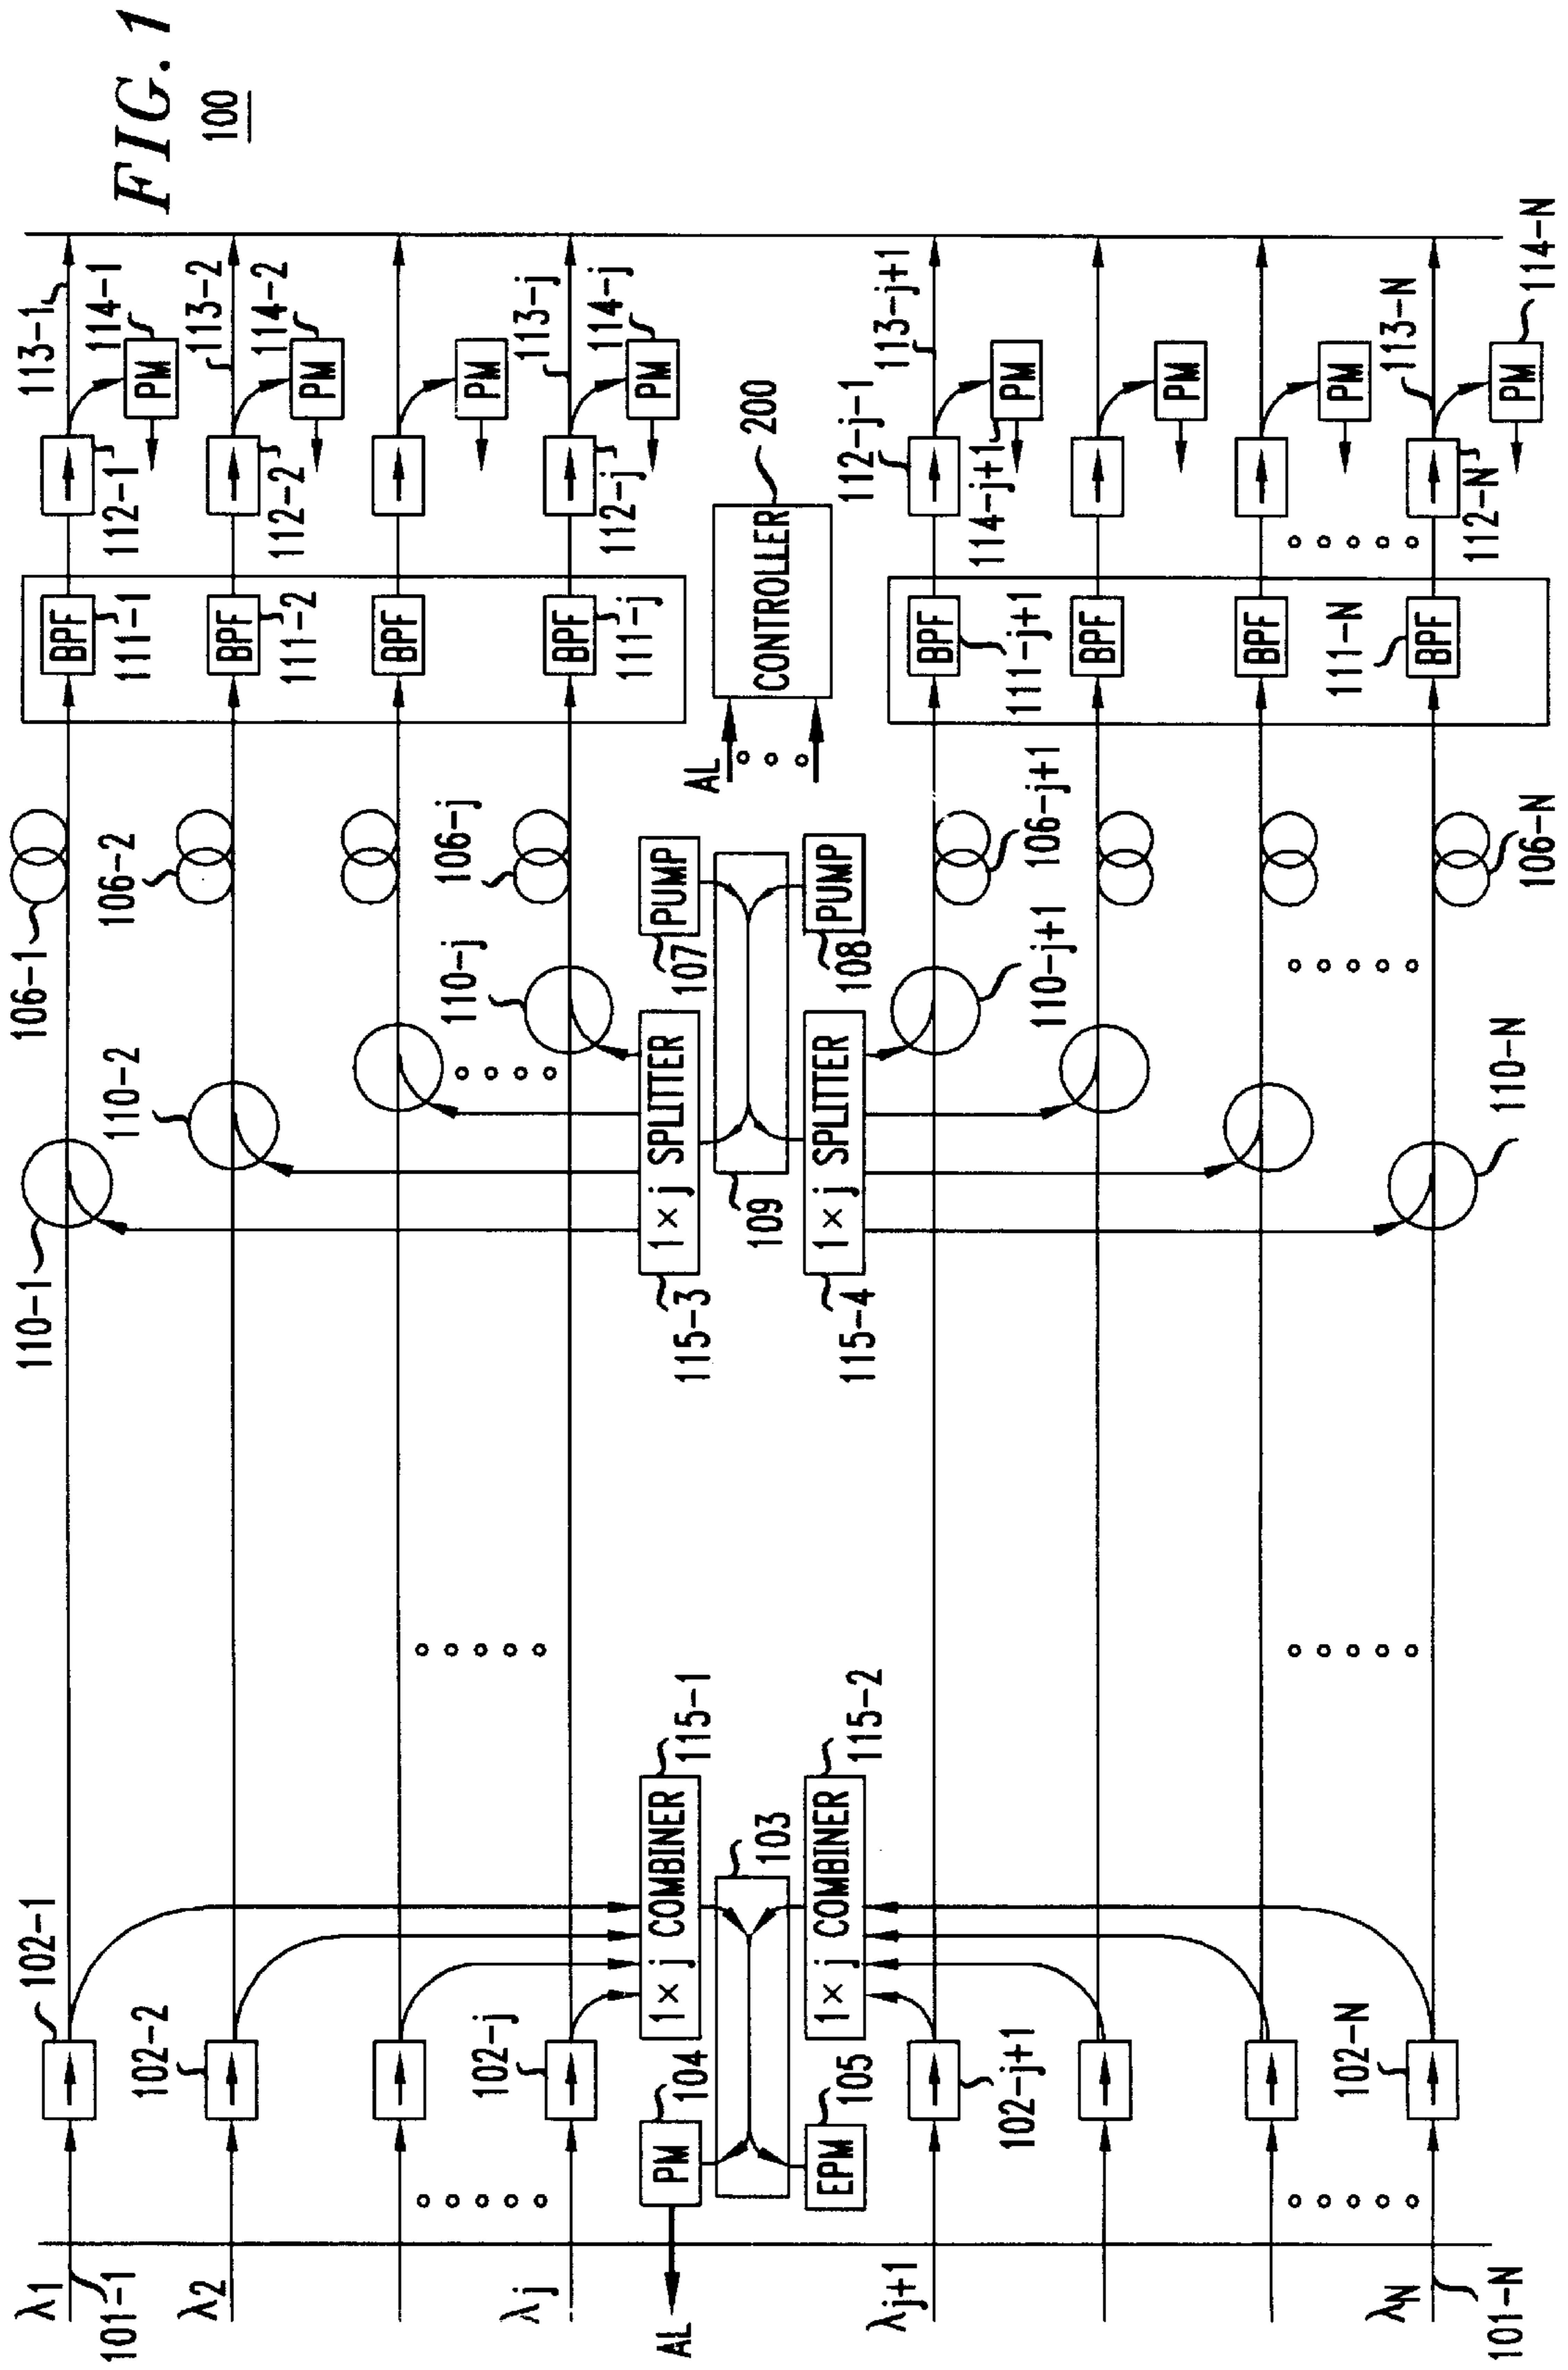 FIG. 1
100
λ1
101-1
102-1
110-1
106-1
BPF
111-1
112-1
113-1
PM
114-1
λ2
102-2
110-2
106-2
BPF
111-2
112-2
113-2
PM
114-2
BPF
PM
λj
102-j
110-j
106-j
BPF
111-j
112-j
113-j
PM
114-j
AL
PM
104
1 × j COMBINER
115-1
103
EPM
105
1 × j COMBINER
115-2
115-3
1 × j SPLITTER
107
PUMP
109
115-4
1 × j SPLITTER
108
PUMP
AL
CONTROLLER
200
λj+1
102-j+1
110-j+1
106-j+1
BPF
111-j+1
112-j-1
113-j+1
114-j+1
PM
BPF
PM
BPF
PM
λN
101-N
102-N
110-N
106-N
111-N
BPF
112-N
113-N
PM
114-N